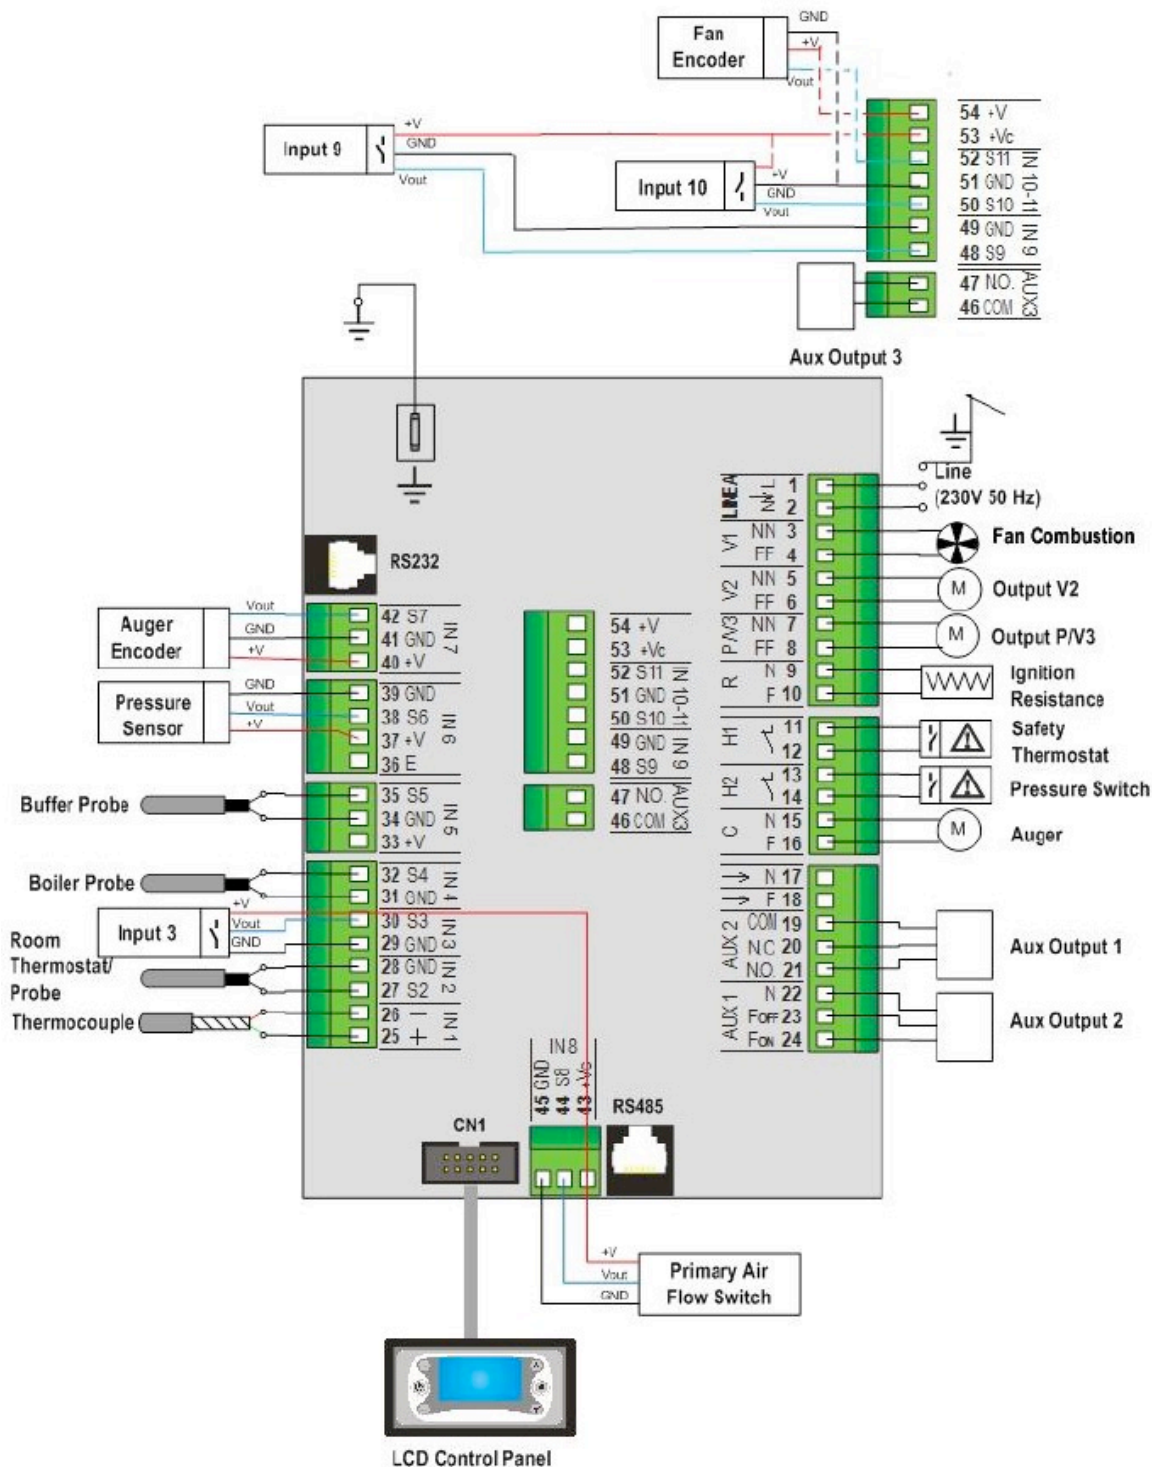 GND
Fan
+V
Encoder
Vout
54 +V
+V
53 +Vc
Input 9
GND
52 S11
IN 10-11
Vout
+V
51 GND
Input 10
GND
50 S10
Vout
49 GND
IN 9
48 S9
47 N.O.
AUX3
46 COM
Aux Output 3
Line
LINEA
L 1
(230V 50 Hz)
N 2
V1
NN 3
Fan Combustion
FF 4
RS232
V2
NN 5
M
Output V2
FF 6
Vout
42 S7
IN 7
54 +V
P/V3
NN 7
M
Output P/V3
Auger
GND
41 GND
53 +Vc
FF 8
Encoder
+V
40 +V
52 S11
IN 10-11
R
N 9
Ignition
GND
39 GND
51 GND
F 10
Resistance
Pressure
Vout
38 S6
IN 6
50 S10
H1
11
Safety
Sensor
+V
37 +V
49 GND
IN 9
12
Thermostat
36 E
48 S9
H2
13
Pressure Switch
Buffer Probe
35 S5
IN 5
47 N.O.
AUX3
14
34 GND
46 COM
C
N 15
M
Auger
33 +V
F 16
Boiler Probe
32 S4
IN 4
N 17
31 GND
F 18
+V
Input 3
Vout
30 S3
IN 3
AUX 2
COM 19
Aux Output 1
GND
29 GND
N.C 20
Room
Thermostat/
Probe
28 GND
IN 2
N.O. 21
27 S2
AUX 1
N 22
Aux Output 2
Thermocouple
26 −
IN 1
FOFF 23
25 +
FON 24
IN 8
45 GND
44 S8
43 +Vc
RS485
CN1
+V
Primary Air
Vout
Flow Switch
GND
LCD Control Panel